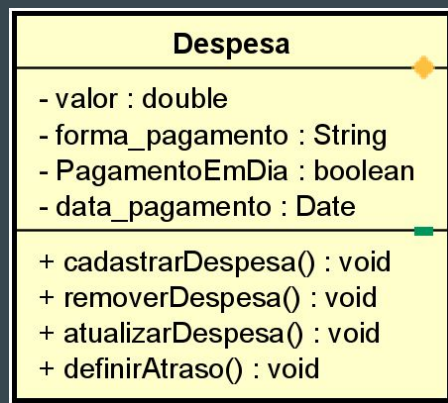 Despesa
- valor : double
- forma_pagamento : String
- PagamentoEmDia : boolean
- data_pagamento : Date
+ cadastrarDespesa() : void
+ removerDespesa() : void
+ atualizarDespesa() : void
+ definirAtraso() : void